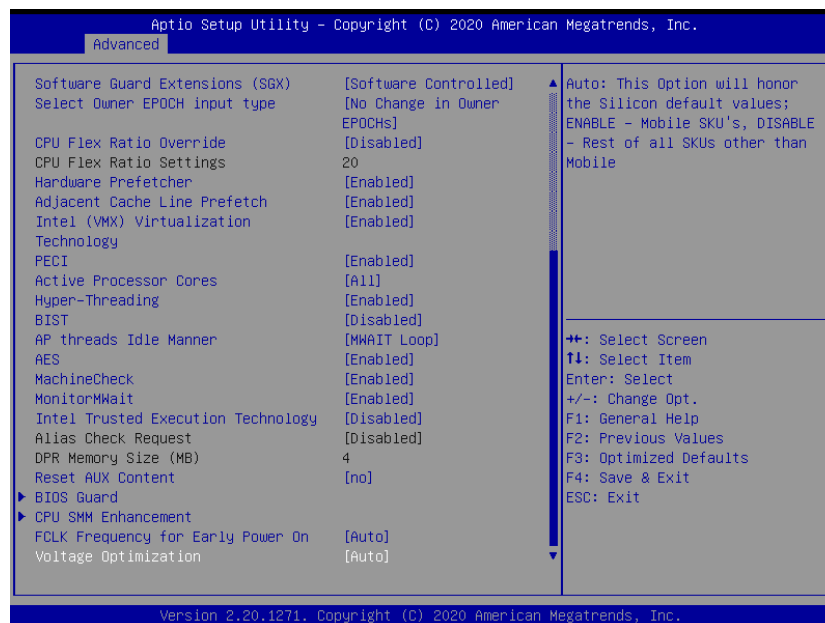 Aptio Setup Utility – Copyright (C) 2020 American Megatrends, Inc.
Advanced
Software Guard Extensions (SGX) [Software Controlled]
Select Owner EPOCH input type [No Change in Owner
EPOCHs]
CPU Flex Ratio Override [Disabled]
CPU Flex Ratio Settings 20
Hardware Prefetcher [Enabled]
Adjacent Cache Line Prefetch [Enabled]
Intel (VMX) Virtualization [Enabled]
Technology
PECI [Enabled]
Active Processor Cores [All]
Hyper-Threading [Enabled]
BIST [Disabled]
AP threads Idle Manner [MWAIT Loop]
AES [Enabled]
MachineCheck [Enabled]
MonitorMWait [Enabled]
Intel Trusted Execution Technology [Disabled]
Alias Check Request [Disabled]
DPR Memory Size (MB) 4
Reset AUX Content [no]
BIOS Guard
CPU SMM Enhancement
FCLK Frequency for Early Power On [Auto]
Voltage Optimization [Auto]
Auto: This Option will honor
the Silicon default values;
ENABLE – Mobile SKU's, DISABLE
– Rest of all SKUs other than
Mobile
→←: Select Screen
↑↓: Select Item
Enter: Select
+/-: Change Opt.
F1: General Help
F2: Previous Values
F3: Optimized Defaults
F4: Save & Exit
ESC: Exit
Version 2.20.1271. Copyright (C) 2020 American Megatrends, Inc.